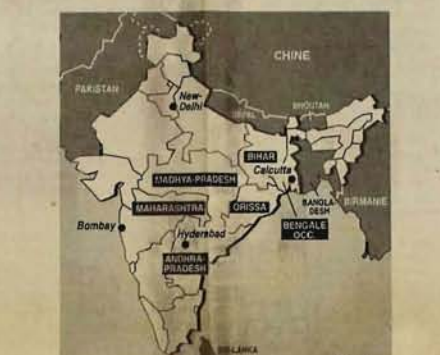 CHINE
PAKISTAN
New-
Delhi
NÉPAL
BHOUTAN
BIHAR
Calcutta
MADHYA-PRADESH
BANGLA-
DESH
BIRMANIE
MAHARASHTRA
ORISSA
BENGALE
OCC.
Bombay
Hyderabad
ANDHRA-
PRADESH
SRI-LANKA